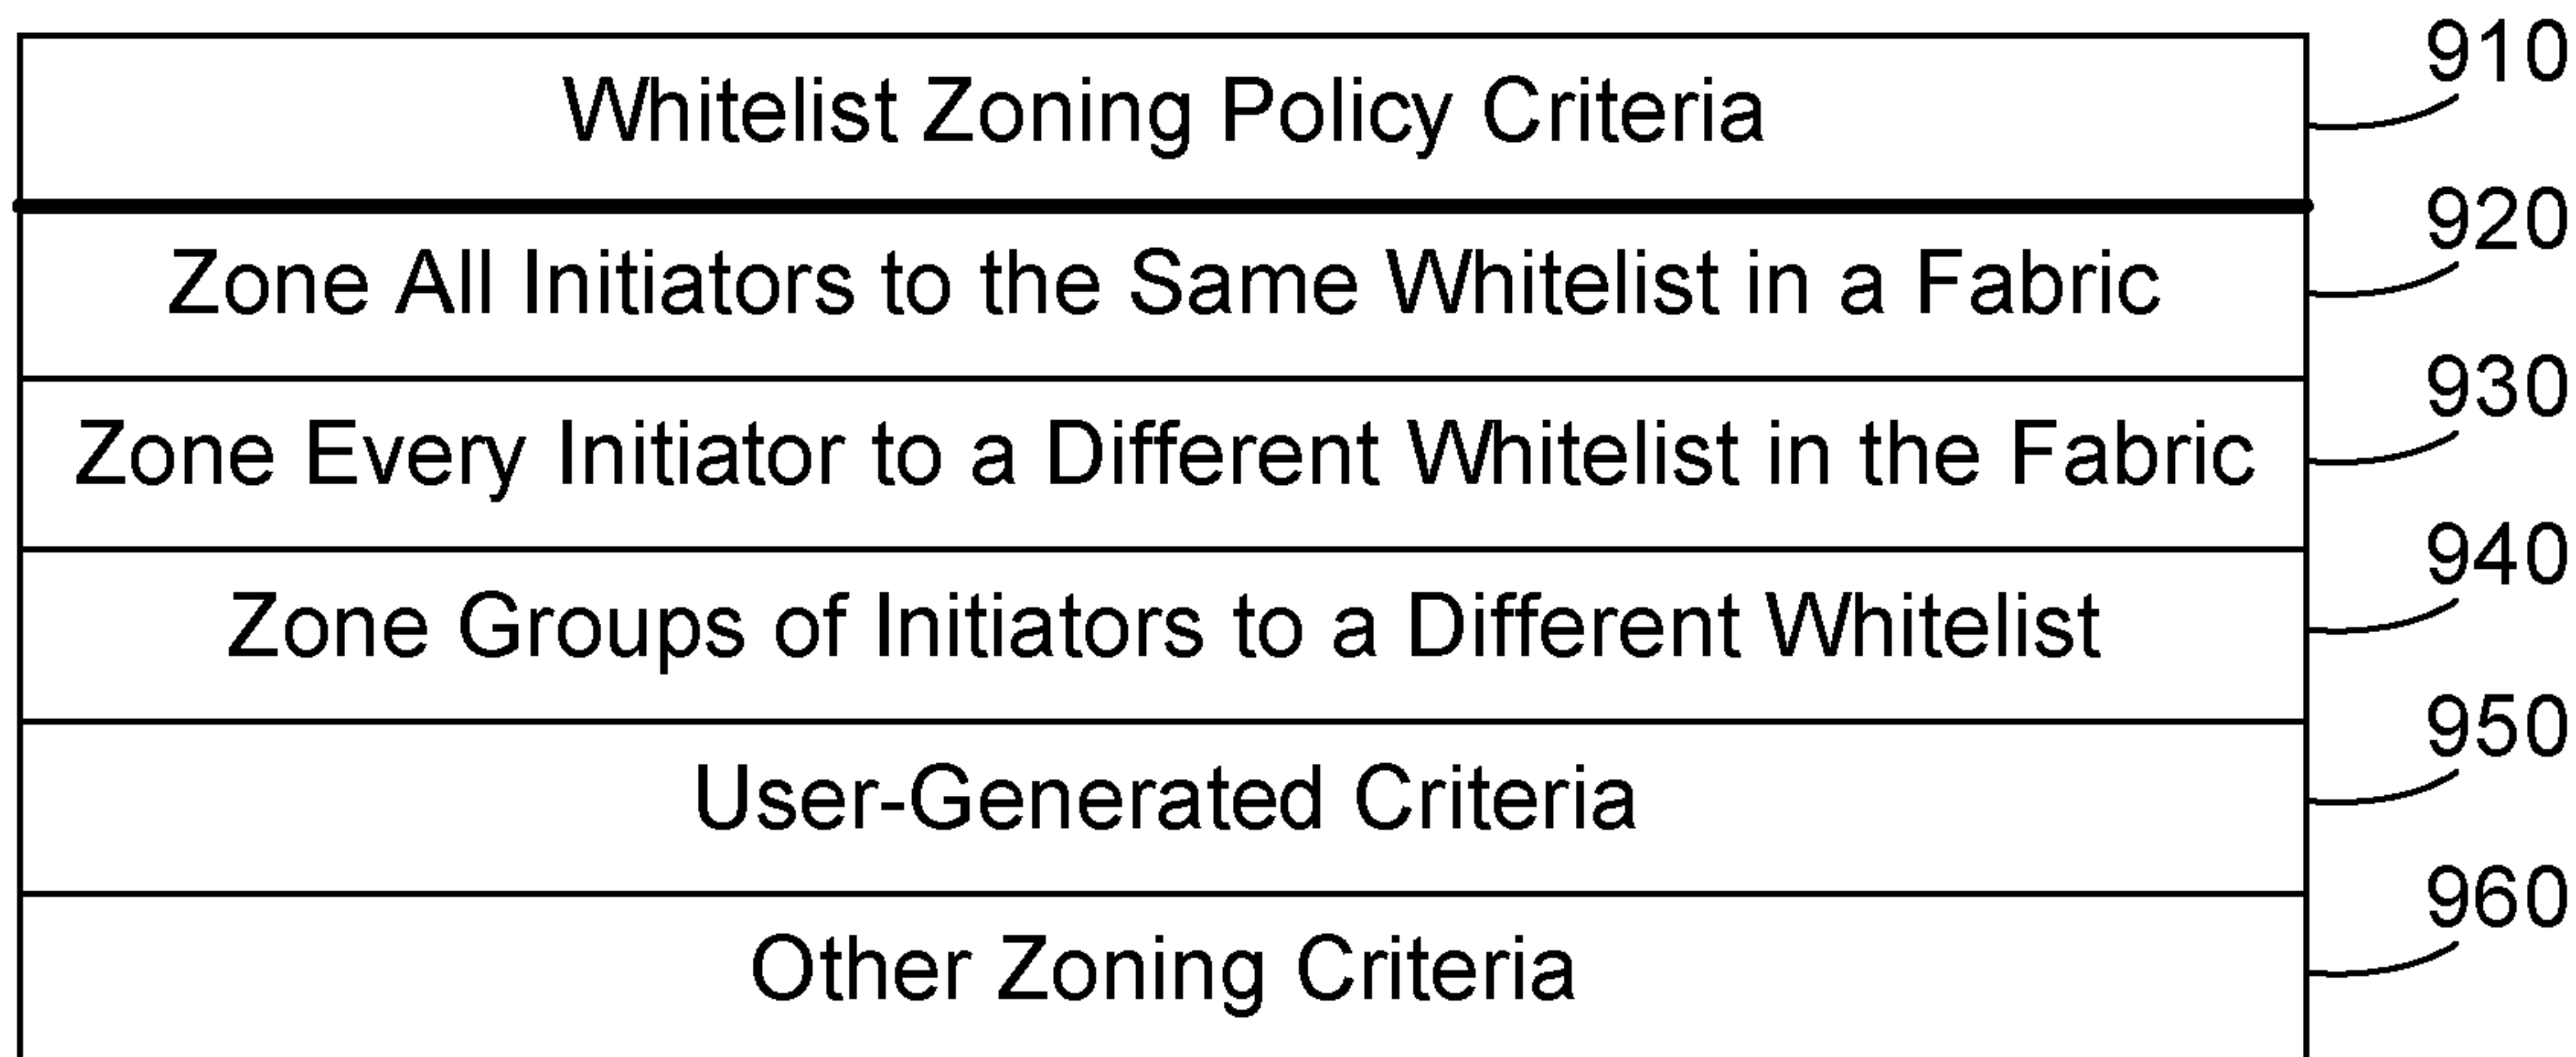 910
Whitelist Zoning Policy Criteria
920
Zone All Initiators to the Same Whitelist in a Fabric
930
Zone Every Initiator to a Different Whitelist in the Fabric
940
Zone Groups of Initiators to a Different Whitelist
950
User-Generated Criteria
960
Other Zoning Criteria